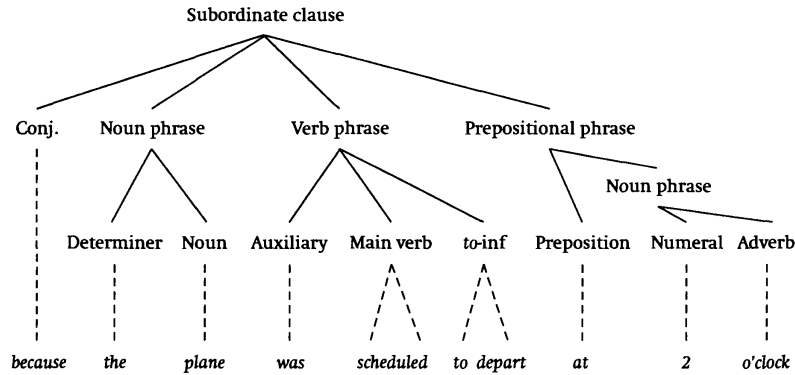 Subordinate clause
Conj. Noun phrase Verb phrase Prepositional phrase
Noun phrase
Determiner Noun Auxiliary Main verb to-inf Preposition Numeral Adverb
because the plane was scheduled to depart at 2 o'clock